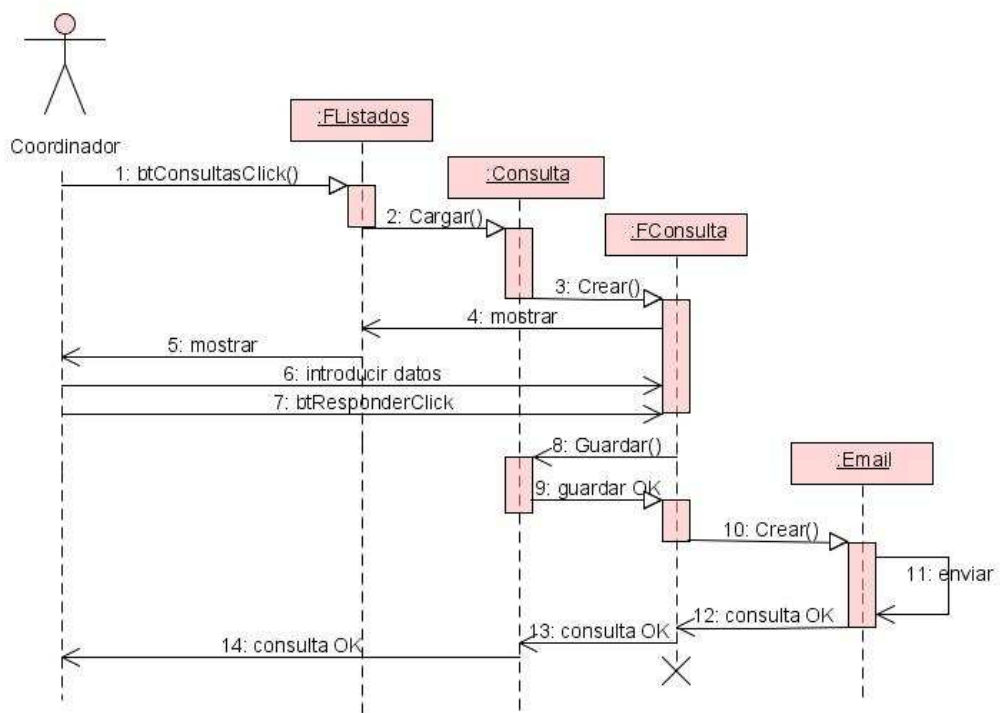 :FListados
Coordinador
1: btConsultasClick()
:Consulta
2: Cargar()
:FConsulta
3: Crear()
4: mostrar
5: mostrar
6: introducir datos
7: btResponderClick
8: Guardar()
:Email
9: guardar OK
10: Crear()
11: enviar
12: consulta OK
13: consulta OK
14: consulta OK